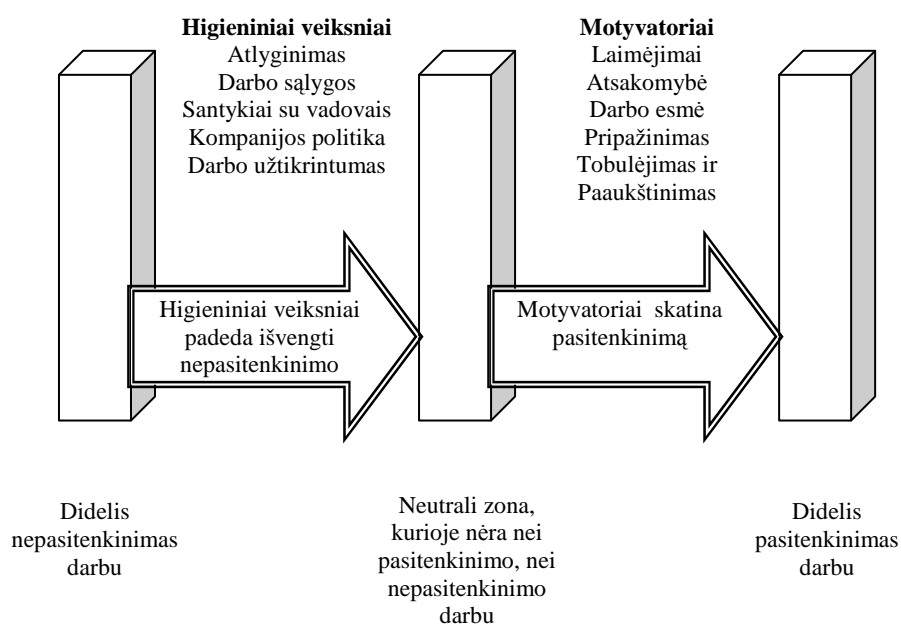 Higieniniai veiksniai
Atlyginimas
Darbo sąlygos
Santykiai su vadovais
Kompanijos politika
Darbo užtikrintumas
Motyvatoriai
Laimėjimai
Atsakomybė
Darbo esmė
Pripažinimas
Tobulėjimas ir
Paaukštinimas
Higieniniai veiksniai
padeda išvengti
nepasitenkinimo
Motyvatoriai skatina
pasitenkinimą
Didelis
nepasitenkinimas
darbu
Neutrali zona,
kurioje nėra nei
pasitenkinimo, nei
nepasitenkinimo
darbu
Didelis
pasitenkinimas
darbu